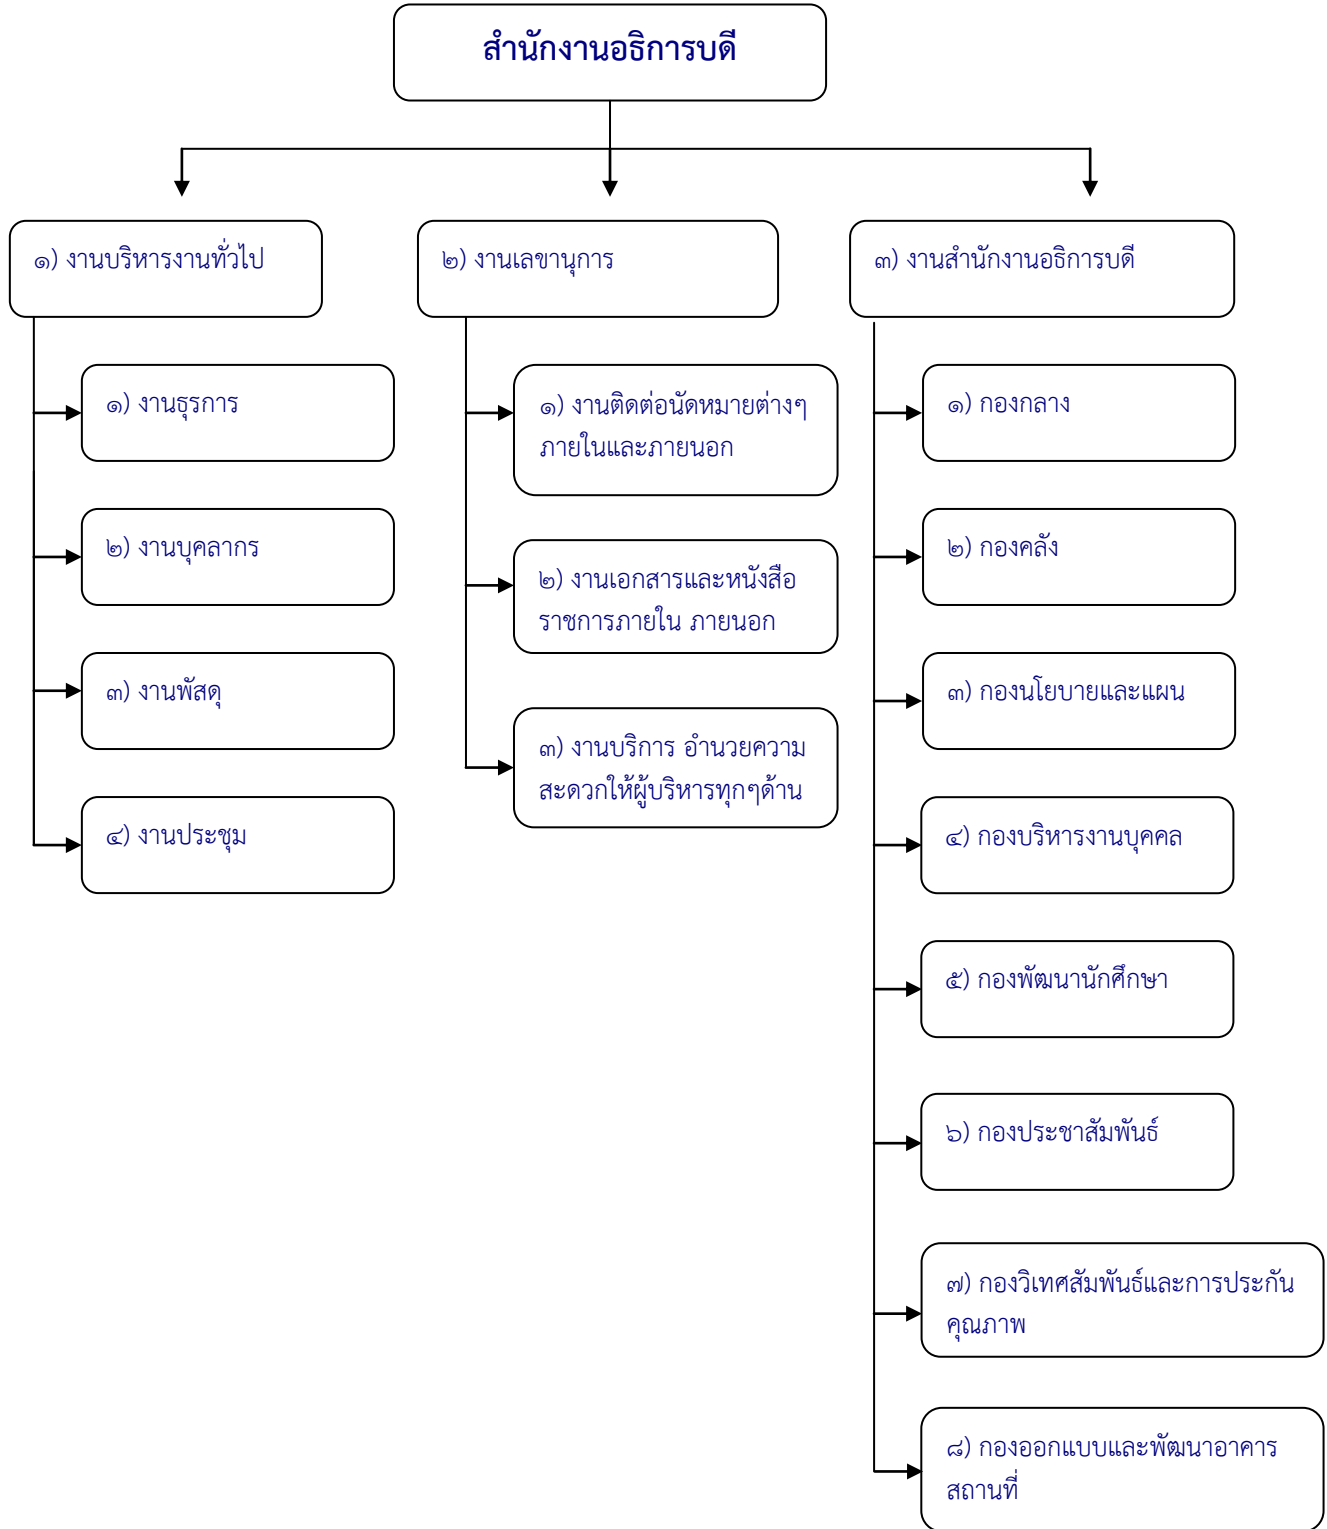 สำนักงานอธิการบดี
๑) งานบริหารงานทั่วไป
๑) งานธุรการ
๒) งานบุคลากร
๓) งานพัสดุ
๔) งานประชุม
๒) งานเลขานุการ
๑) งานติดต่อนัดหมายต่างๆ
ภายในและภายนอก
๒) งานเอกสารและหนังสือ
ราชการภายใน ภายนอก
๓) งานบริการ อำนวยความ
สะดวกให้ผู้บริหารทุกๆด้าน
๓) งานสำนักงานอธิการบดี
๑) กองกลาง
๒) กองคลัง
๓) กองนโยบายและแผน
๔) กองบริหารงานบุคคล
๕) กองพัฒนานักศึกษา
๖) กองประชาสัมพันธ์
๗) กองวิเทศสัมพันธ์และการประกัน
คุณภาพ
๘) กองออกแบบและพัฒนาอาคาร
สถานที่